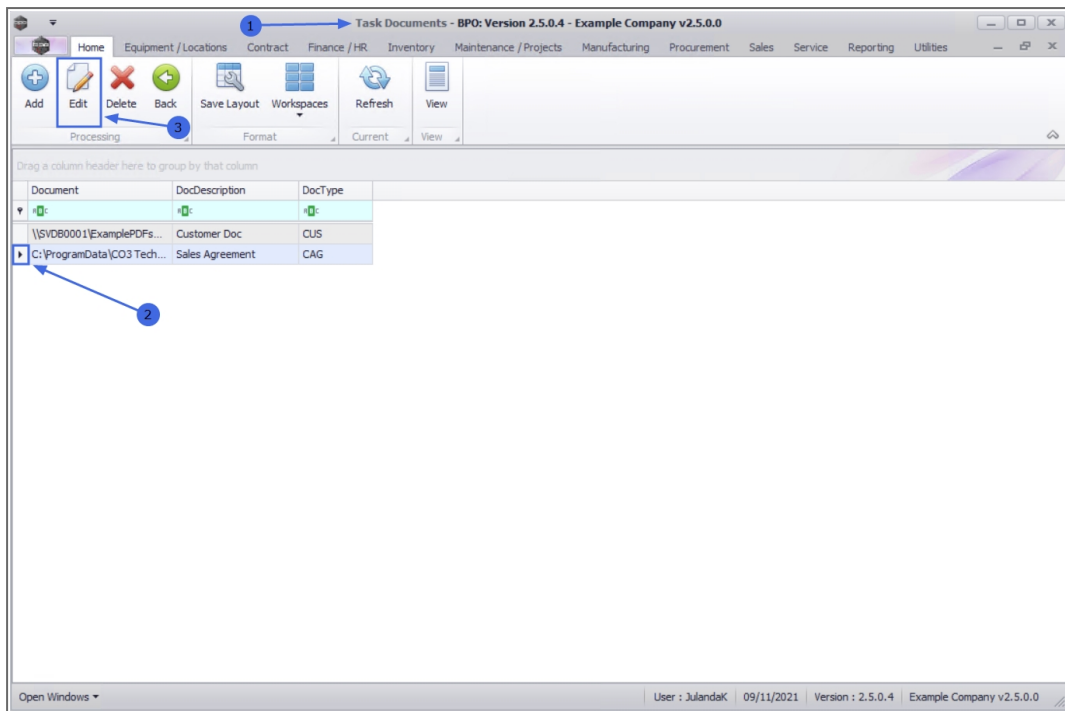 1
Task Documents - BPO: Version 2.5.0.4 - Example Company v2.5.0.0
Home Equipment / Locations Contract Finance / HR Inventory Maintenance / Projects Manufacturing Procurement Sales Service Reporting Utilities
Add Edit Delete Back Save Layout Workspaces Refresh View
3
Processing Format Current View
Drag a column header here to group by that column
Document DocDescription DocType
\\SVDB0001\ExamplePDFs... Customer Doc CUS
C:\ProgramData\CO3 Tech... Sales Agreement CAG
2
Open Windows User : JulandaK 09/11/2021 Version : 2.5.0.4 Example Company v2.5.0.0